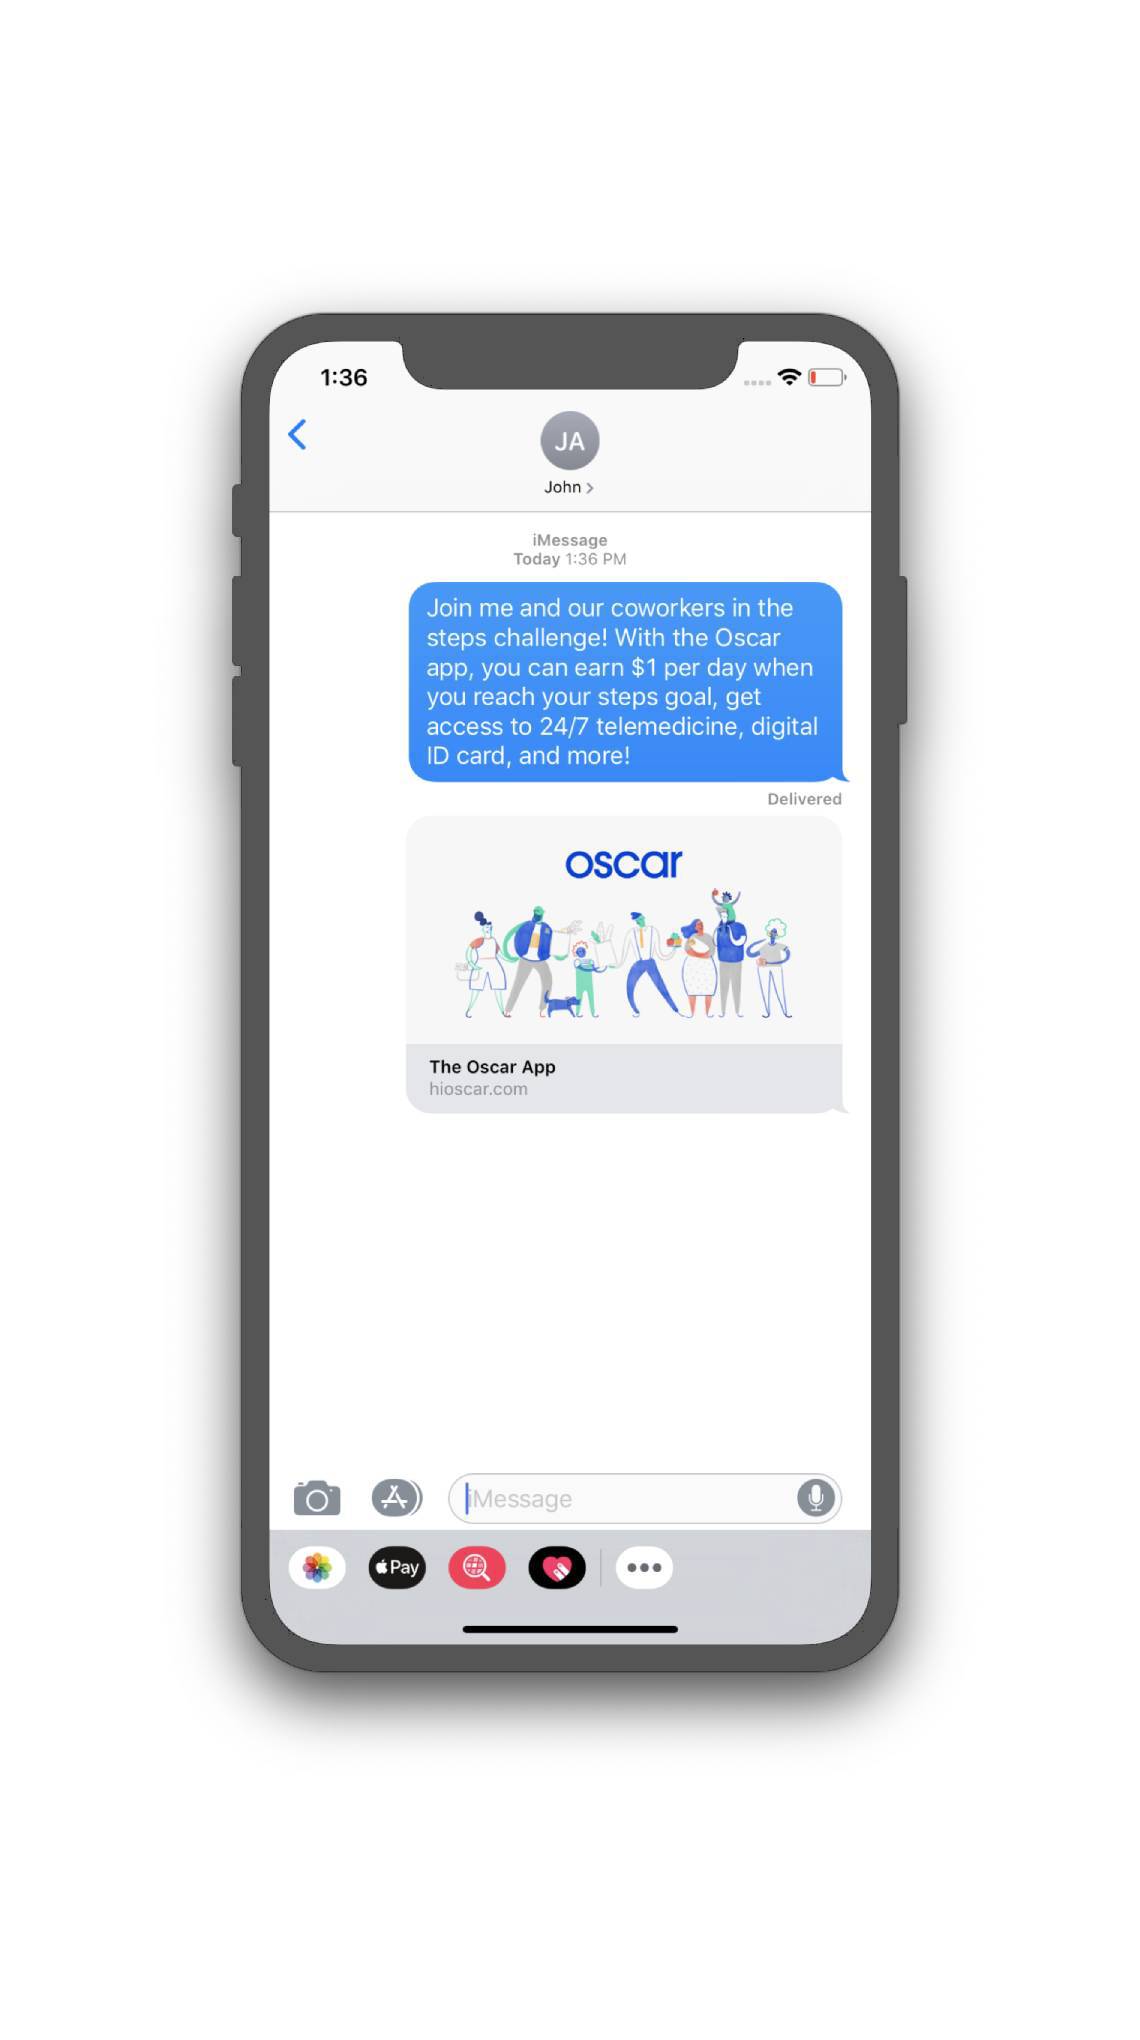 1:36
JA
John >
iMessage
Today 1:36 PM
Join me and our coworkers in the
steps challenge! With the Oscar
app, you can earn $1 per day when
you reach your steps goal, get
access to 24/7 telemedicine, digital
ID card, and more!
Delivered
oscar
The Oscar App
hioscar.com
iMessage
Pay